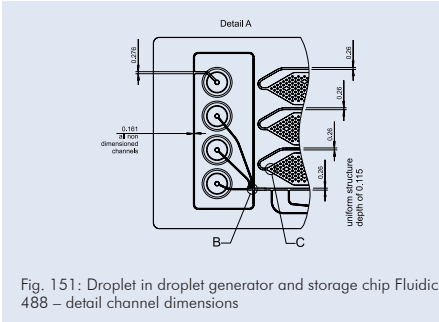 Detail A
0.276
0.26
0.26
0.161
all non
dimensioned
channels
0.26
0.26
uniform structure
depth of 0.115
B
C
Fig. 151: Droplet in droplet generator and storage chip Fluidic
488 – detail channel dimensions